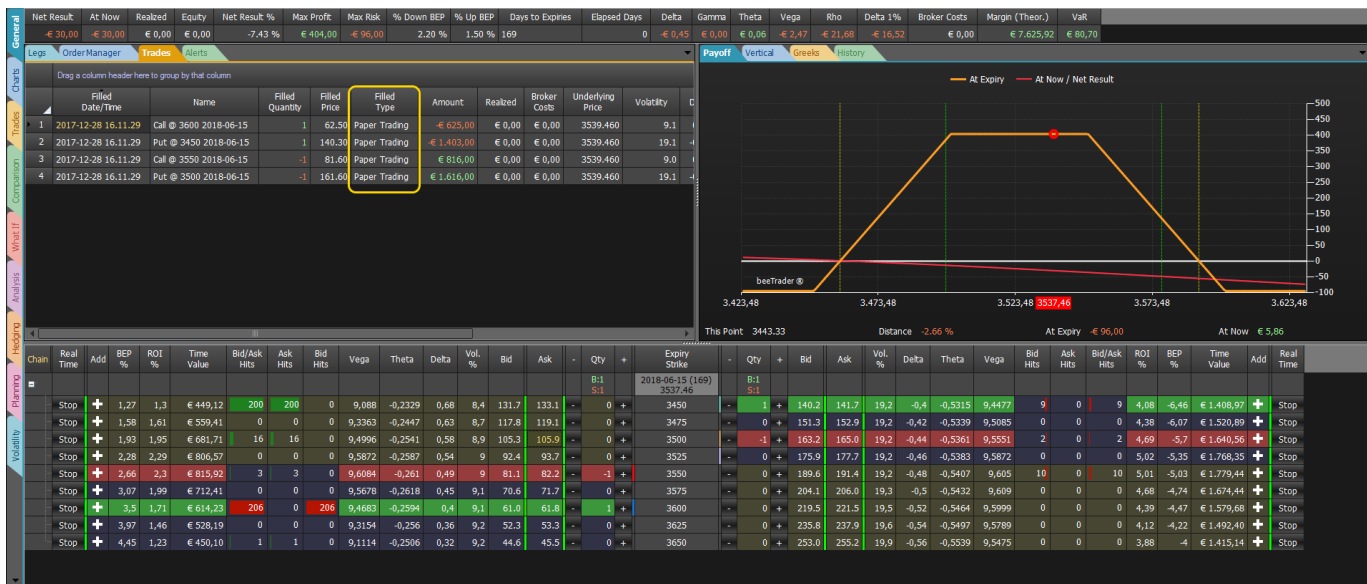 General
Net Result At Now Realized Equity Net Result % Max Profit Max Risk % Down BEP % Up BEP Days to Expires Elapsed Days Delta Gamma Theta Vega Rho Delta 1% Broker Costs Margin (Theor.) VaR
-€ 30,00 -€ 30,00 € 0,00 € 0,00 -7.43 % € 404,00 -€ 96,00 2.20 % 1.50 % 169 0 -€ 0,45 € 0,00 € 0,06 -€ 2,47 -€ 21,68 -€ 16,52 € 0,00 € 7.625,92 € 80,70
Legs OrderManager Trades Alerts
Payoff Vertical Greeks History
Charts
Trades
Comparison
What If
Analysis
Hedging
Planning
Volatility
Drag a column header here to group by that column
Filled Date/Time Name Filled Quantity Filled Price Filled Type Amount Realized Broker Costs Underlying Price Volatility D
1 2017-12-28 16.11.29 Call @ 3600 2018-06-15 1 62.50 Paper Trading -€ 625,00 € 0,00 € 0,00 3539.460 9.1
2 2017-12-28 16.11.29 Put @ 3450 2018-06-15 1 140.30 Paper Trading -€ 1.403,00 € 0,00 € 0,00 3539.460 19.1
3 2017-12-28 16.11.29 Call @ 3550 2018-06-15 -1 81.60 Paper Trading € 816,00 € 0,00 € 0,00 3539.460 9.0
4 2017-12-28 16.11.29 Put @ 3500 2018-06-15 -1 161.60 Paper Trading € 1.616,00 € 0,00 € 0,00 3539.460 19.1
At Expiry At Now / Net Result
500
400
350
300
250
200
150
100
50
0
-50
-100
beeTrader ®
3.423,48 3.473,48 3.523,48 3537,46 3.573,48 3.623,48
This Point 3443.33 Distance -2.66 % At Expiry -€ 96,00 At Now € 5,86
Chain Real Time Add BEP % ROI % Time Value Bid/Ask Hits Ask Hits Bid Hits Vega Theta Delta Vol. % Bid Ask - Qty + Expiry Strike - Qty + Bid Ask Vol. % Delta Theta Vega Bid Hits Ask Hits Bid/Ask Hits ROI % BEP % Time Value Add Real Time
B:1 S:1 2018-06-15 (169) 3537.46 B:1 S:1
Stop 1,27 1,3 € 449,12 200 200 0 9,088 -0,2329 0,68 8,4 131.7 133.1 - 0 + 3450 - 1 + 140.2 141.7 19,2 -0,4 -0,5315 9,4477 9 0 9 4,08 -6,46 € 1.408,97 Stop
Stop 1,58 1,61 € 559,41 0 0 0 9,3363 -0,2447 0,63 8,7 117.8 119.1 - 0 + 3475 - 0 + 151.3 152.9 19,2 -0,42 -0,5339 9,5085 0 0 0 4,38 -6,07 € 1.520,89 Stop
Stop 1,93 1,95 € 681,71 16 16 0 9,4996 -0,2541 0,58 8,9 105.3 105.9 - 0 + 3500 - -1 + 163.2 165.0 19,2 -0,44 -0,5361 9,5551 2 0 2 4,69 -5,7 € 1.640,56 Stop
Stop 2,28 2,29 € 806,57 0 0 0 9,5872 -0,2587 0,54 9 92.4 93.7 - 0 + 3525 - 0 + 175.9 177.7 19,2 -0,46 -0,5383 9,5872 0 0 0 5,02 -5,35 € 1.768,35 Stop
Stop 2,66 2,3 € 815,92 3 3 0 9,6084 -0,261 0,49 9 81.1 82.2 - -1 + 3550 - 0 + 189.6 191.4 19,2 -0,48 -0,5407 9,605 10 0 10 5,01 -5,03 € 1.779,44 Stop
Stop 3,07 1,99 € 712,41 0 0 0 9,5678 -0,2618 0,45 9,1 70.6 71.7 - 0 + 3575 - 0 + 204.1 206.0 19,3 -0,5 -0,5432 9,609 0 0 0 4,68 -4,74 € 1.674,44 Stop
Stop 3,5 1,71 € 614,23 206 0 206 9,4683 -0,2594 0,4 9,1 61.0 61.8 - 1 + 3600 - 0 + 219.5 221.5 19,5 -0,52 -0,5464 9,5999 0 0 0 4,39 -4,47 € 1.579,68 Stop
Stop 3,97 1,46 € 528,19 0 0 0 9,3154 -0,256 0,36 9,2 52.3 53.3 - 0 + 3625 - 0 + 235.8 237.9 19,6 -0,54 -0,5497 9,5789 0 0 0 4,12 -4,22 € 1.492,40 Stop
Stop 4,45 1,23 € 450,10 1 1 0 9,1114 -0,2506 0,32 9,2 44.6 45.5 - 0 + 3650 - 0 + 253.0 255.2 19,9 -0,56 -0,5539 9,5475 0 0 0 3,88 -4 € 1.415,14 Stop